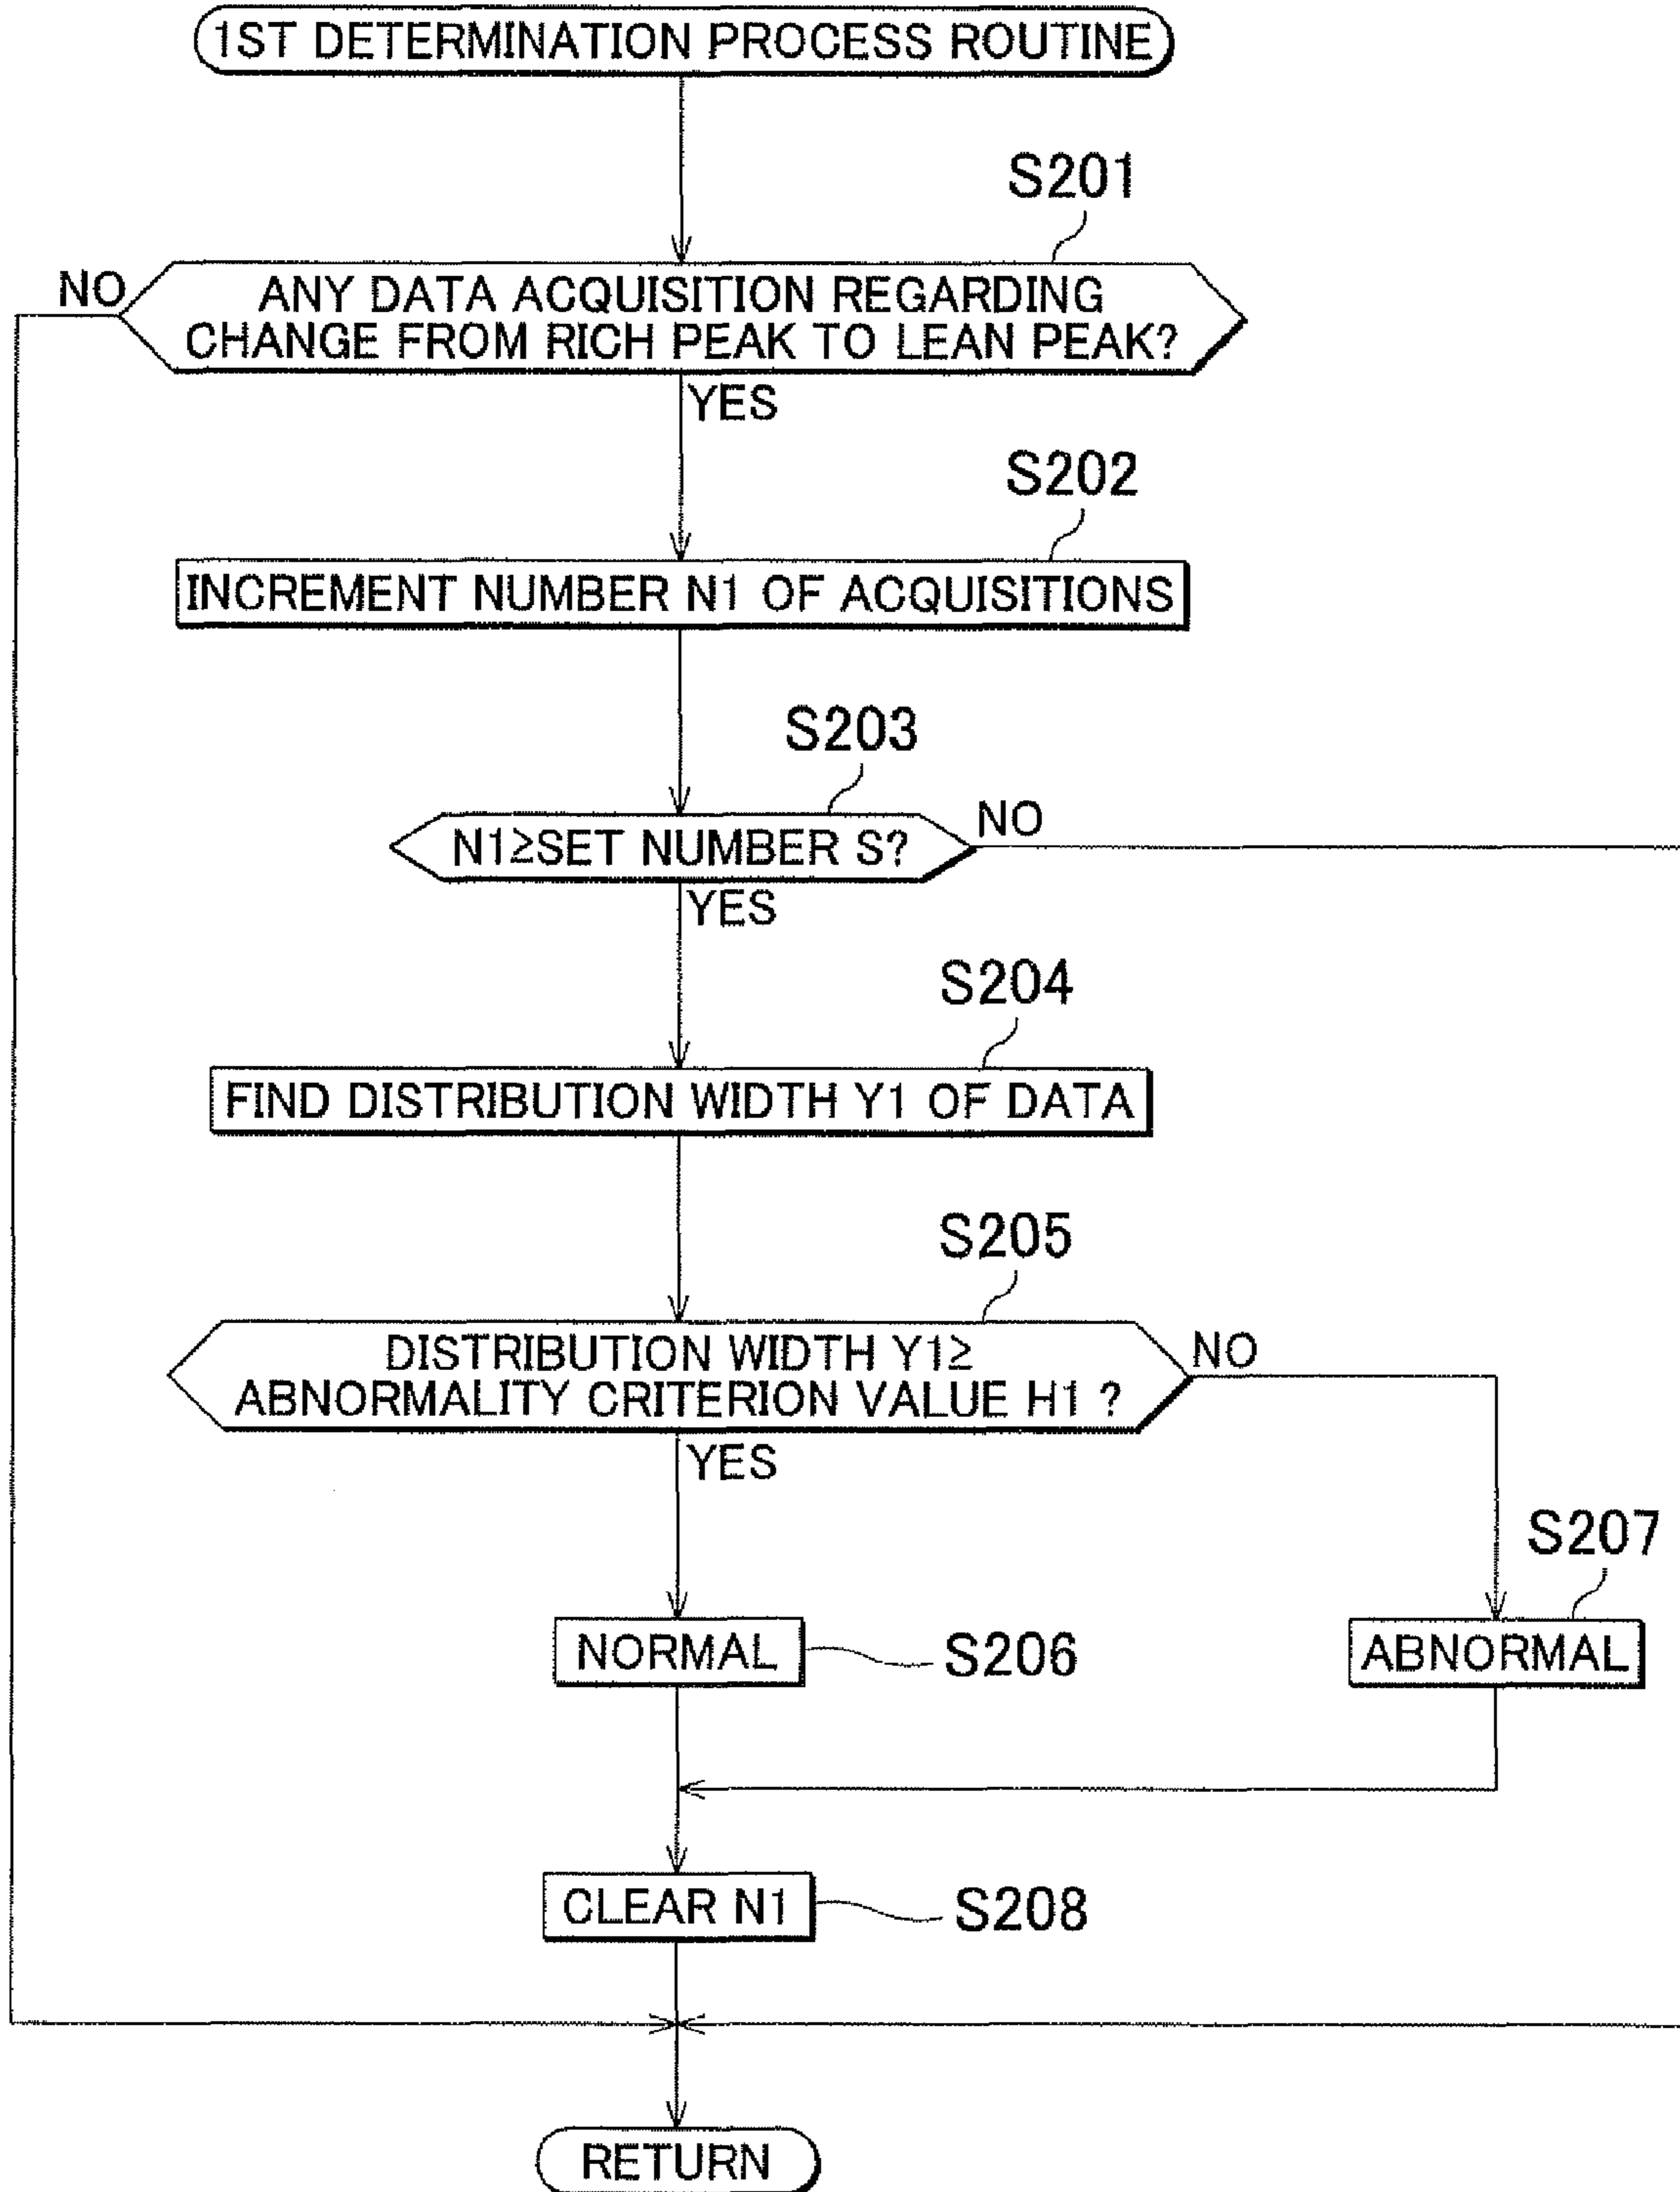 1ST DETERMINATION PROCESS ROUTINE
S201
NO
ANY DATA ACQUISITION REGARDING
CHANGE FROM RICH PEAK TO LEAN PEAK?
YES
S202
INCREMENT NUMBER N1 OF ACQUISITIONS
S203
N1≥SET NUMBER S?
NO
YES
S204
FIND DISTRIBUTION WIDTH Y1 OF DATA
S205
DISTRIBUTION WIDTH Y1≥
ABNORMALITY CRITERION VALUE H1 ?
NO
YES
S207
NORMAL
S206
ABNORMAL
CLEAR N1
S208
RETURN